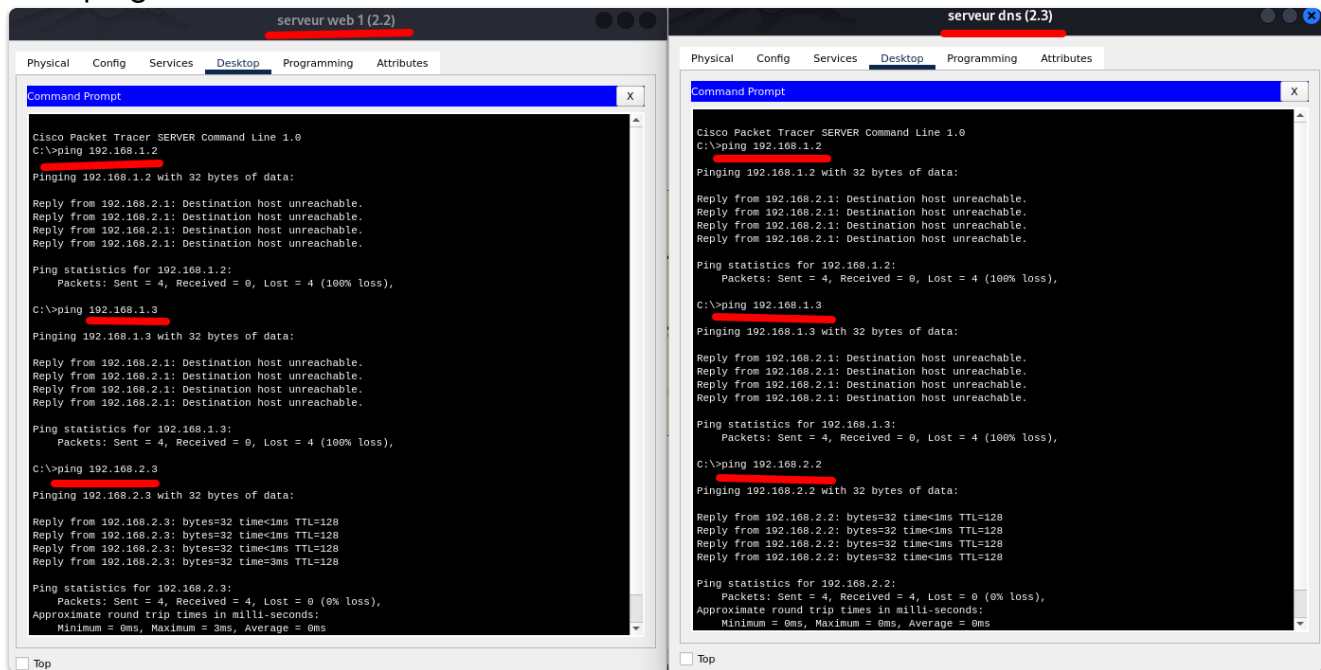 serveur web 1 (2.2)
Physical Config Services Desktop Programming Attributes
Command Prompt X
Cisco Packet Tracer SERVER Command Line 1.0
C:\>ping 192.168.1.2
Pinging 192.168.1.2 with 32 bytes of data:
Reply from 192.168.2.1: Destination host unreachable.
Reply from 192.168.2.1: Destination host unreachable.
Reply from 192.168.2.1: Destination host unreachable.
Reply from 192.168.2.1: Destination host unreachable.
Ping statistics for 192.168.1.2:
Packets: Sent = 4, Received = 0, Lost = 4 (100% loss),
C:\>ping 192.168.1.3
Pinging 192.168.1.3 with 32 bytes of data:
Reply from 192.168.2.1: Destination host unreachable.
Reply from 192.168.2.1: Destination host unreachable.
Reply from 192.168.2.1: Destination host unreachable.
Reply from 192.168.2.1: Destination host unreachable.
Ping statistics for 192.168.1.3:
Packets: Sent = 4, Received = 0, Lost = 4 (100% loss),
C:\>ping 192.168.2.3
Pinging 192.168.2.3 with 32 bytes of data:
Reply from 192.168.2.3: bytes=32 time<1ms TTL=128
Reply from 192.168.2.3: bytes=32 time<1ms TTL=128
Reply from 192.168.2.3: bytes=32 time<1ms TTL=128
Reply from 192.168.2.3: bytes=32 time=3ms TTL=128
Ping statistics for 192.168.2.3:
Packets: Sent = 4, Received = 4, Lost = 0 (0% loss),
Approximate round trip times in milli-seconds:
Minimum = 0ms, Maximum = 3ms, Average = 0ms
Top
serveur dns (2.3)
Physical Config Services Desktop Programming Attributes
Command Prompt X
Cisco Packet Tracer SERVER Command Line 1.0
C:\>ping 192.168.1.2
Pinging 192.168.1.2 with 32 bytes of data:
Reply from 192.168.2.1: Destination host unreachable.
Reply from 192.168.2.1: Destination host unreachable.
Reply from 192.168.2.1: Destination host unreachable.
Reply from 192.168.2.1: Destination host unreachable.
Ping statistics for 192.168.1.2:
Packets: Sent = 4, Received = 0, Lost = 4 (100% loss),
C:\>ping 192.168.1.3
Pinging 192.168.1.3 with 32 bytes of data:
Reply from 192.168.2.1: Destination host unreachable.
Reply from 192.168.2.1: Destination host unreachable.
Reply from 192.168.2.1: Destination host unreachable.
Reply from 192.168.2.1: Destination host unreachable.
Ping statistics for 192.168.1.3:
Packets: Sent = 4, Received = 0, Lost = 4 (100% loss),
C:\>ping 192.168.2.2
Pinging 192.168.2.2 with 32 bytes of data:
Reply from 192.168.2.2: bytes=32 time<1ms TTL=128
Reply from 192.168.2.2: bytes=32 time<1ms TTL=128
Reply from 192.168.2.2: bytes=32 time<1ms TTL=128
Reply from 192.168.2.2: bytes=32 time<1ms TTL=128
Ping statistics for 192.168.2.2:
Packets: Sent = 4, Received = 4, Lost = 0 (0% loss),
Approximate round trip times in milli-seconds:
Minimum = 0ms, Maximum = 0ms, Average = 0ms
Top